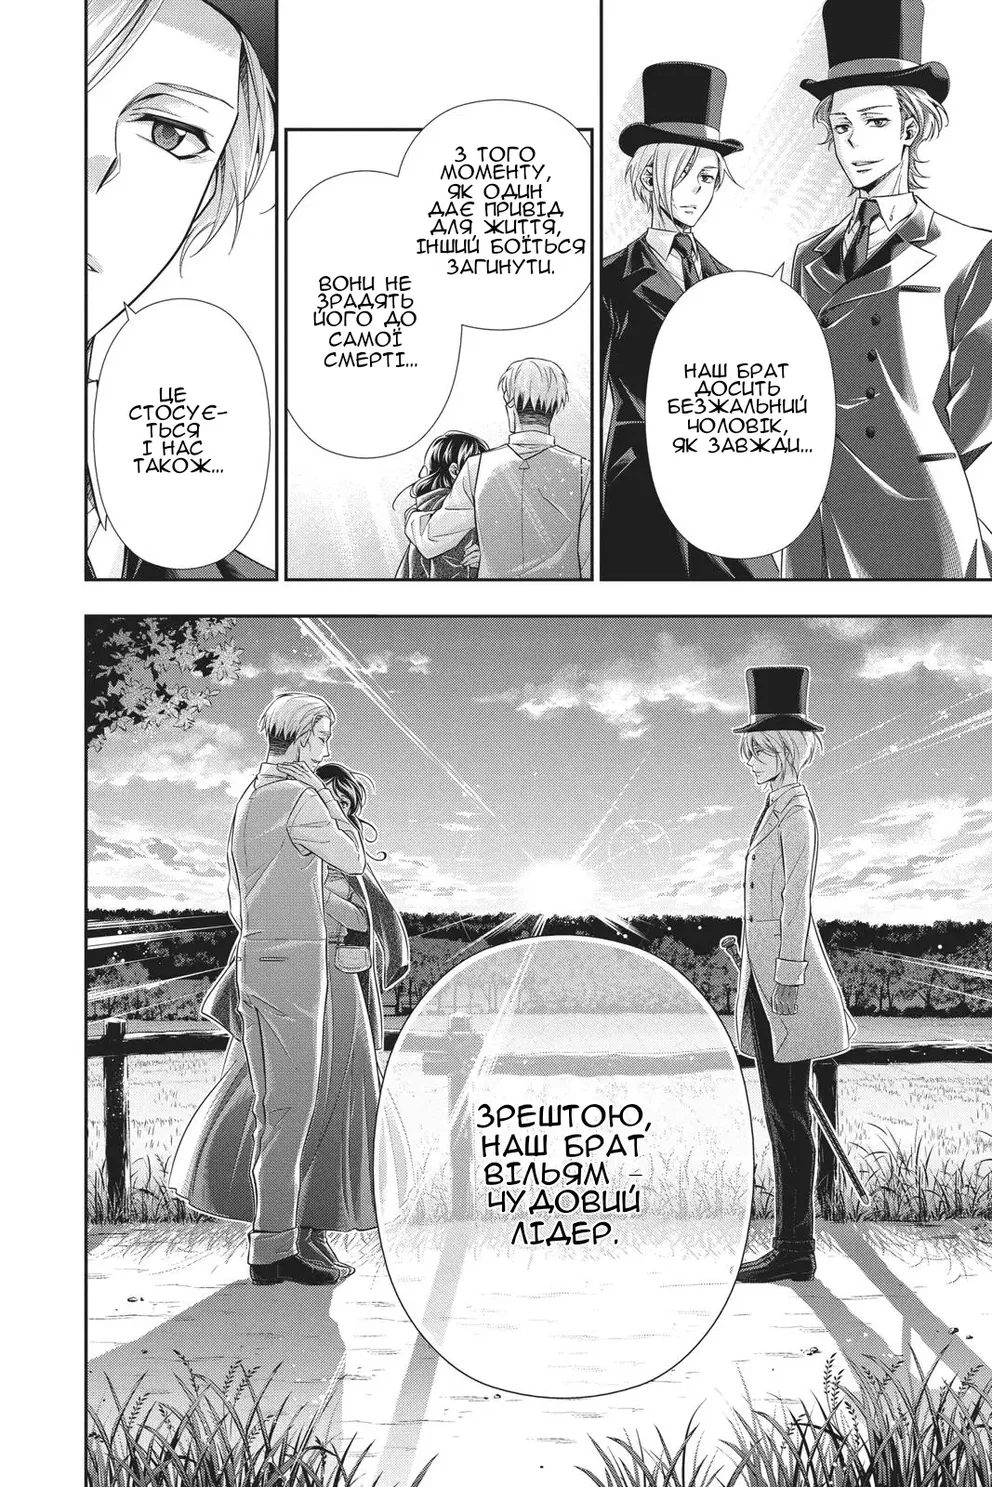 НАШ БРАТ
ДОСИТЬ
БЕЗЖАЛЬНИЙ
ЧОЛОВІК,
ЯК ЗАВЖДИ...
З ТОГО
МОМЕНТУ,
ЯК ОДИН
ДАЄ ПРИВІД
ДЛЯ ЖИТТЯ,
ІНШИЙ БОЇТЬСЯ
ЗАГИНУТИ.
ВОНИ НЕ
ЗРАДЯТЬ
ЙОГО ДО
САМОЇ
СМЕРТІ...
ЦЕ
СТОСУЄ-
ТЬСЯ
І НАС
ТАКОЖ...
ЗРЕШТОЮ,
НАШ БРАТ
ВІЛЬЯМ –
ЧУДОВИЙ
ЛІДЕР.